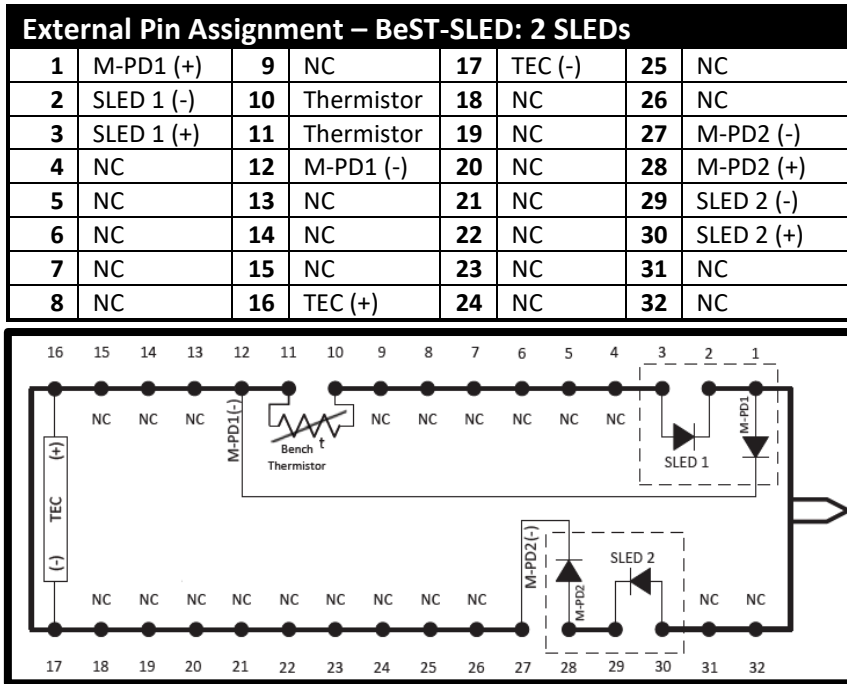 External Pin Assignment – BeST-SLED: 2 SLEDs
1 M-PD1 (+) 9 NC 17 TEC (-) 25 NC
2 SLED 1 (-) 10 Thermistor 18 NC 26 NC
3 SLED 1 (+) 11 Thermistor 19 NC 27 M-PD2 (-)
4 NC 12 M-PD1 (-) 20 NC 28 M-PD2 (+)
5 NC 13 NC 21 NC 29 SLED 2 (-)
6 NC 14 NC 22 NC 30 SLED 2 (+)
7 NC 15 NC 23 NC 31 NC
8 NC 16 TEC (+) 24 NC 32 NC
16 15 14 13 12 11 10 9 8 7 6 5 4 3 2 1
NC NC NC M-PD1(-) NC NC NC NC NC NC M-PD1
t
Bench
Thermistor
SLED 1
(+)
TEC
(-)
M-PD2(-)
SLED 2
M-PD2
NC NC NC NC NC NC NC NC NC NC NC
17 18 19 20 21 22 23 24 25 26 27 28 29 30 31 32